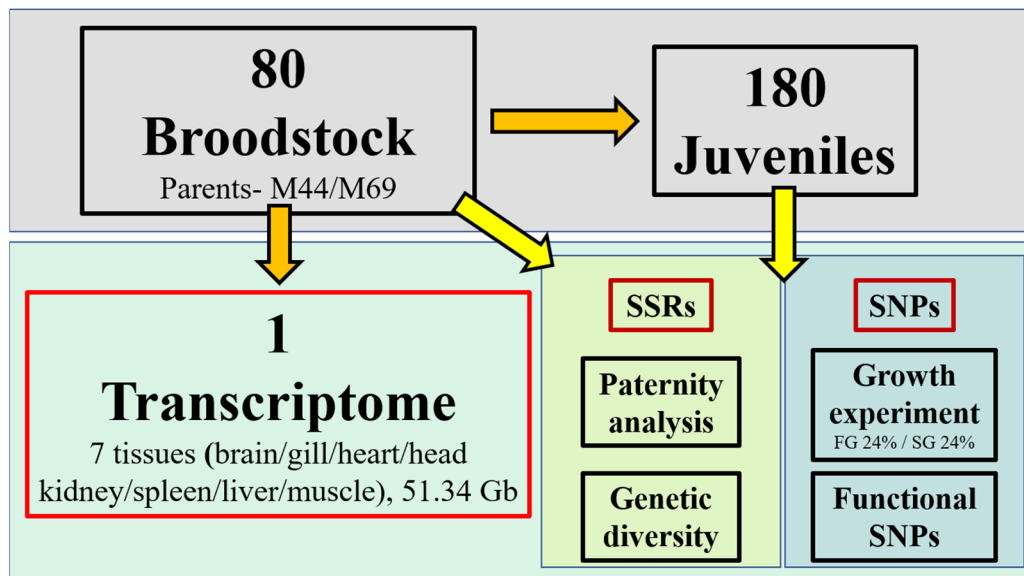 80
Broodstock
Parents- M44/M69
180
Juveniles
1
Transcriptome
7 tissues (brain/gill/heart/head
kidney/spleen/liver/muscle), 51.34 Gb
SSRs
Paternity
analysis
Genetic
diversity
SNPs
Growth
experiment
FG 24% / SG 24%
Functional
SNPs